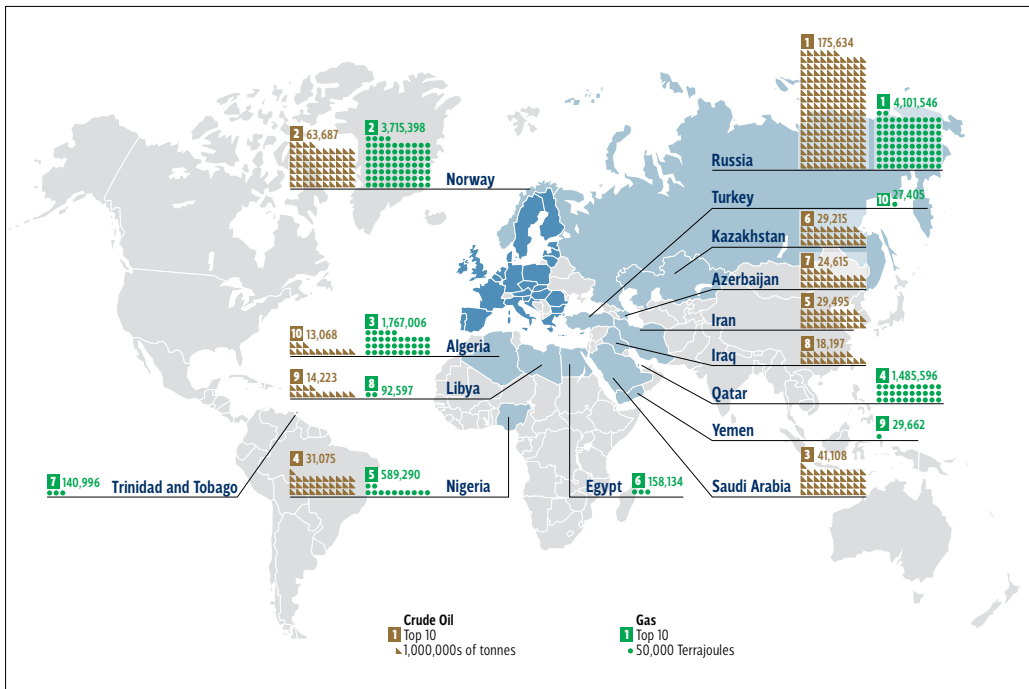 1 175,634
1 4,101,546
Russia
2 63,687
2 3,715,398
Norway
Turkey
10 27,405
6 29,215
Kazakhstan
7 24,615
Azerbaijan
5 29,495
Iran
8 18,197
Iraq
10 13,068
3 1,767,006
Algeria
9 14,223
8 92,597
Libya
4 1,485,596
Qatar
9 29,662
Yemen
4 31,075
5 589,290
Nigeria
6 158,134
Egypt
3 41,108
Saudi Arabia
7 140,996
Trinidad and Tobago
Crude Oil
1 Top 10
1,000,000s of tonnes
Gas
1 Top 10
50,000 Terrajoules